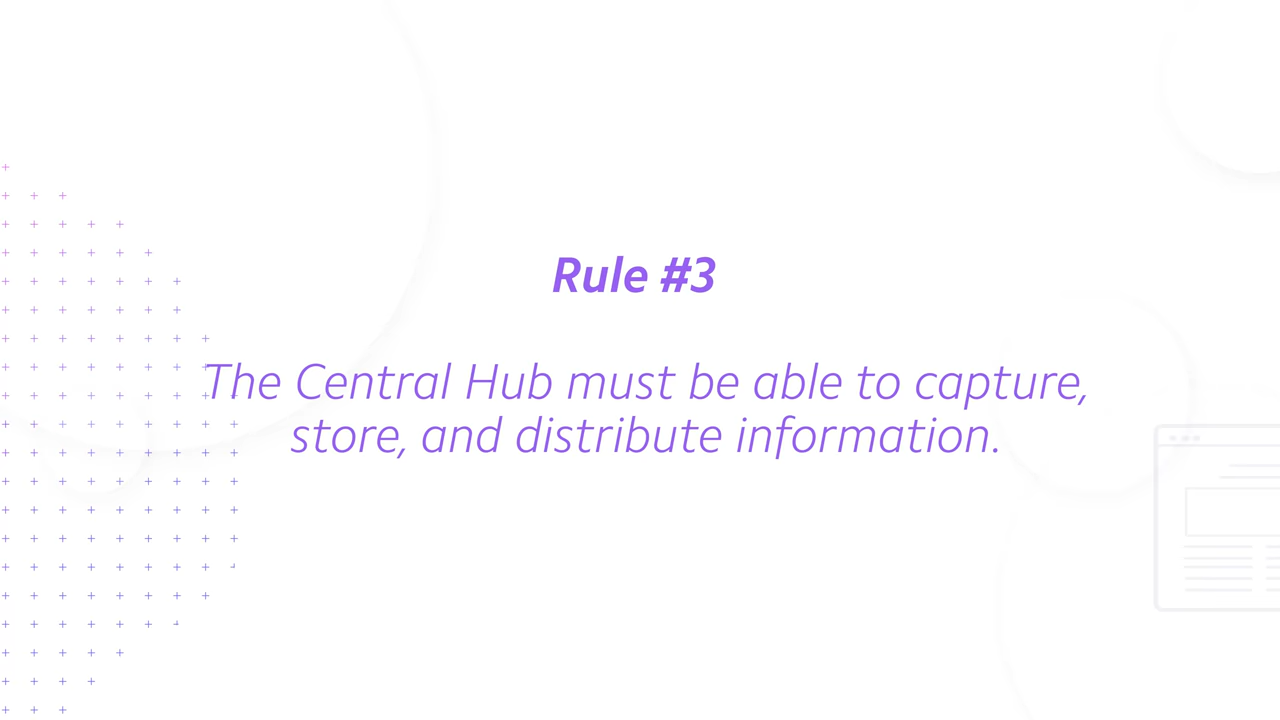 Rule #3
The Central Hub must be able to capture,
store, and distribute information.